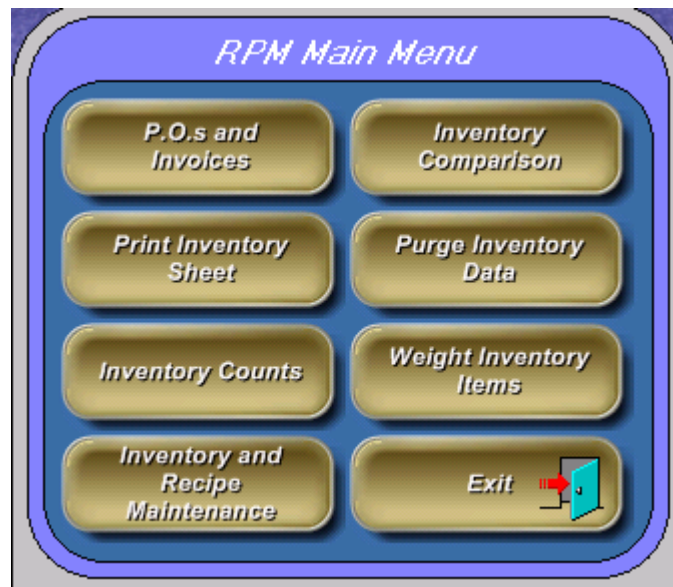 RPM Main Menu
P.O.s and
Invoices
Inventory
Comparison
Print Inventory
Sheet
Purge Inventory
Data
Inventory Counts
Weight Inventory
Items
Inventory and
Recipe
Maintenance
Exit